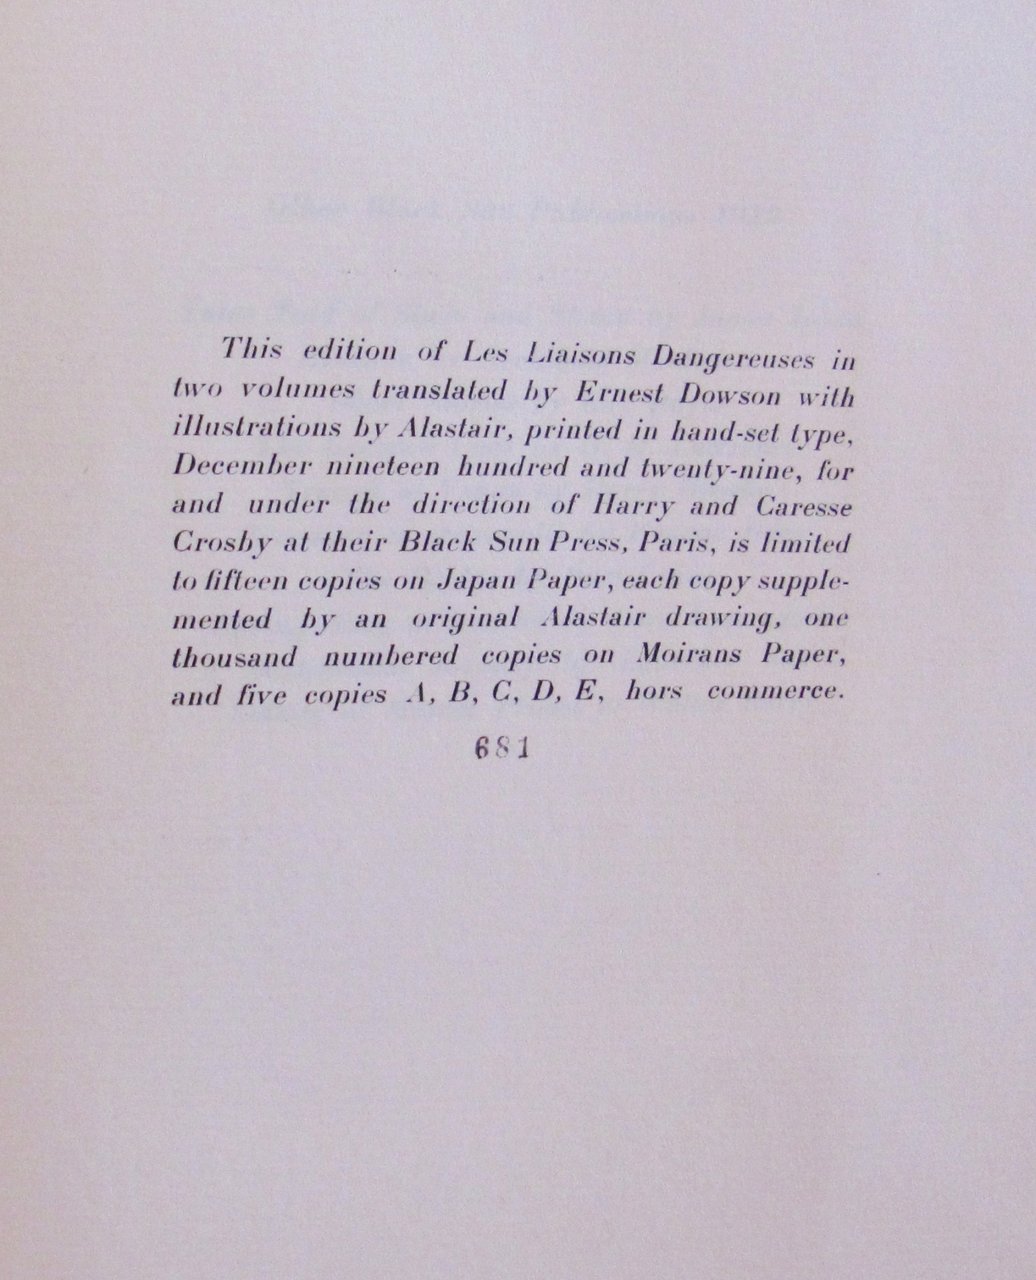 This edition of Les Liaisons Dangereuses in
two volumes translated by Ernest Dowson with
illustrations by Alastair, printed in hand-set type,
December nineteen hundred and twenty-nine, for
and under the direction of Harry and Caresse
Crosby at their Black Sun Press, Paris, is limited
to fifteen copies on Japan Paper, each copy supple-
mented by an original Alastair drawing, one
thousand numbered copies on Moirans Paper,
and five copies A, B, C, D, E, hors commerce.
681